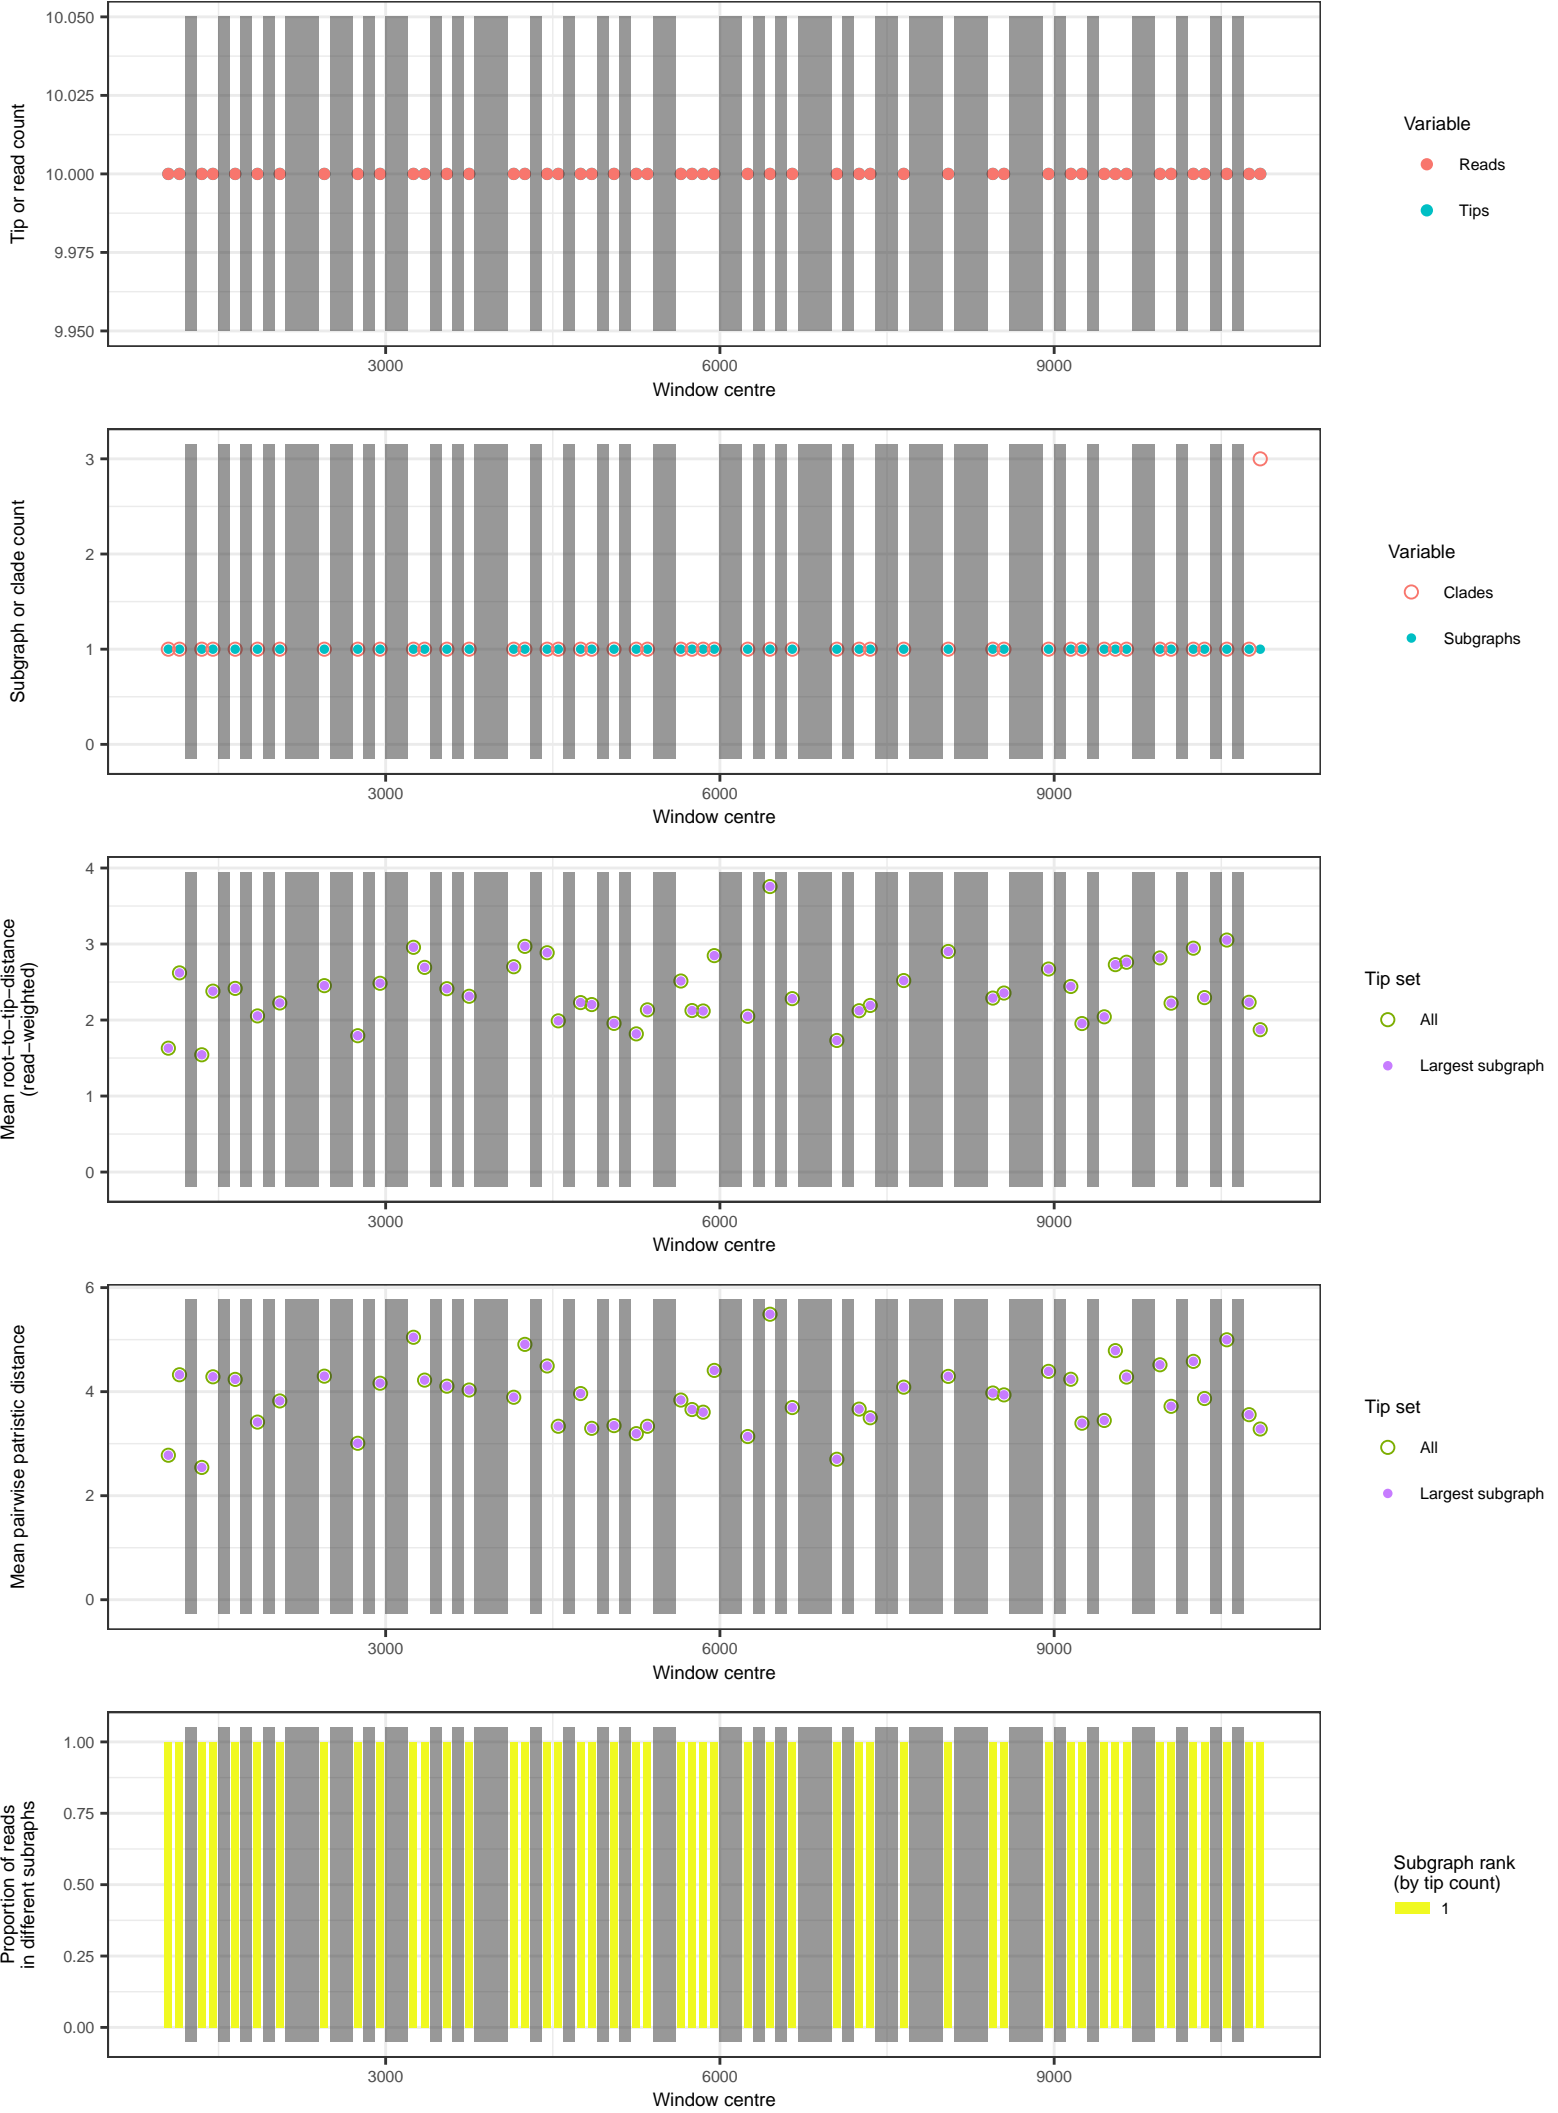 10.050
10.025
10.000
9.975
9.950
Tip or read count
3000
6000
9000
Window centre
Variable
Reads
Tips
3
2
1
0
Subgraph or clade count
3000
6000
9000
Window centre
Variable
Clades
Subgraphs
4
3
2
1
0
Mean root−to−tip−distance
(read−weighted)
3000
6000
9000
Window centre
Tip set
All
Largest subgraph
6
4
2
0
Mean pairwise patristic distance
3000
6000
9000
Window centre
Tip set
All
Largest subgraph
1.00
0.75
0.50
0.25
0.00
Proportion of reads
in different subraphs
3000
6000
9000
Window centre
Subgraph rank
(by tip count)
1